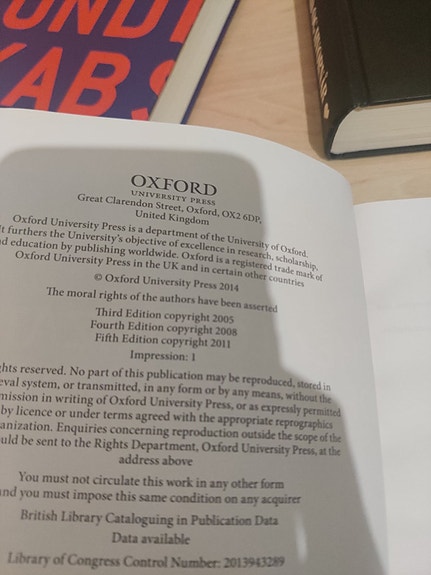 UNDI
KABS
OXFORD
UNIVERSITY PRESS
Great Clarendon Street, Oxford, OX2 6DP,
United Kingdom
Oxford University Press is a department of the University of Oxford.
It furthers the University's objective of excellence in research, scholarship,
nd education by publishing worldwide. Oxford is a registered trade mark of
Oxford University Press in the UK and in certain other countries
© Oxford University Press 2014
The moral rights of the authors have been asserted
Third Edition copyright 2005
Fourth Edition copyright 2008
Fifth Edition copyright 2011
Impression: 1
ghts reserved. No part of this publication may be reproduced, stored in
eval system, or transmitted, in any form or by any means, without the
mission in writing of Oxford University Press, or as expressly permitted
by licence or under terms agreed with the appropriate reprographics
anization. Enquiries concerning reproduction outside the scope of the
uld be sent to the Rights Department, Oxford University Press, at the
address above
You must not circulate this work in any other form
nd you must impose this same condition on any acquirer
British Library Cataloguing in Publication Data
Data available
Library of Congress Control Number: 2013943289